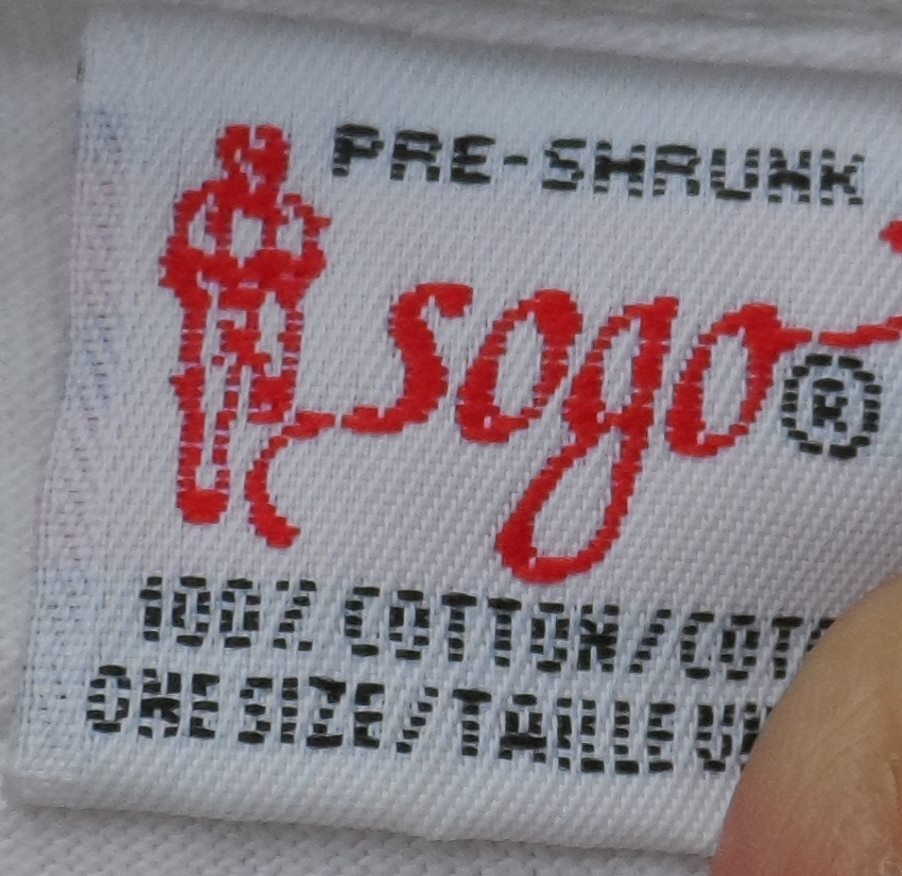 PRE-SHRUNK
sogo®
100% COTTON/COT
ONE SIZE/TAILLE